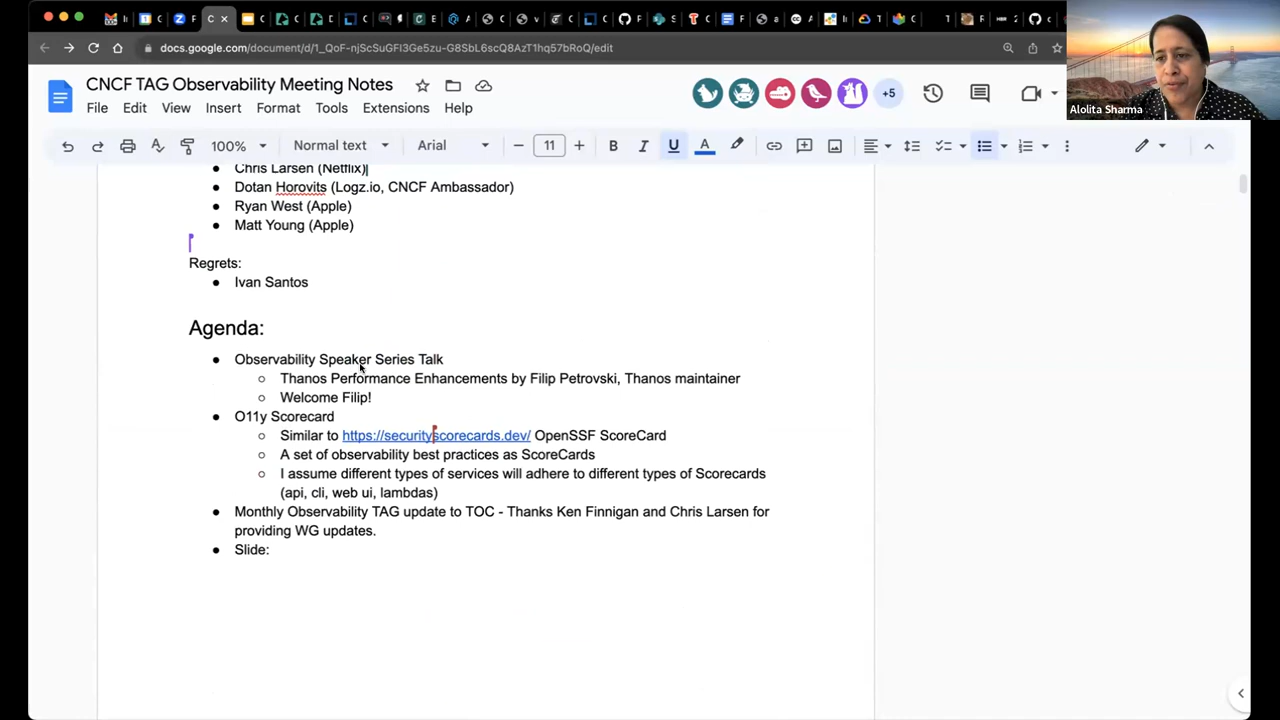 docs.google.com/document/d/1_QoF-njScSuGFI3Ge5zu-G8SbL6scQ8AzT1hq57bRoQ/edit
Alolita Sharma
CNCF TAG Observability Meeting Notes
+5
File Edit View Insert Format Tools Extensions Help
100% Normal text Arial 11
Chris Larsen (Netflix)
Dotan Horovits (Logz.io, CNCF Ambassador)
Ryan West (Apple)
Matt Young (Apple)
Regrets:
Ivan Santos
Agenda:
Observability Speaker Series Talk
Thanos Performance Enhancements by Filip Petrovski, Thanos maintainer
Welcome Filip!
O11y Scorecard
Similar to https://securityscorecards.dev/ OpenSSF ScoreCard
A set of observability best practices as ScoreCards
I assume different types of services will adhere to different types of Scorecards
(api, cli, web ui, lambdas)
Monthly Observability TAG update to TOC - Thanks Ken Finnigan and Chris Larsen for
providing WG updates.
Slide: